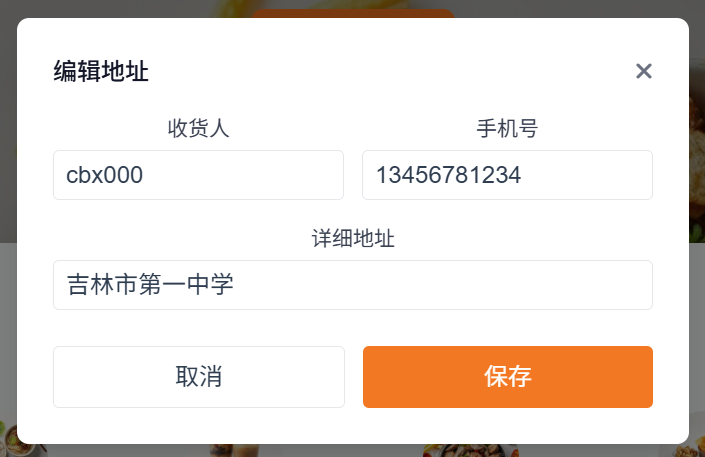 编辑地址
收货人 手机号
cbx000 13456781234
详细地址
吉林市第一中学
取消 保存